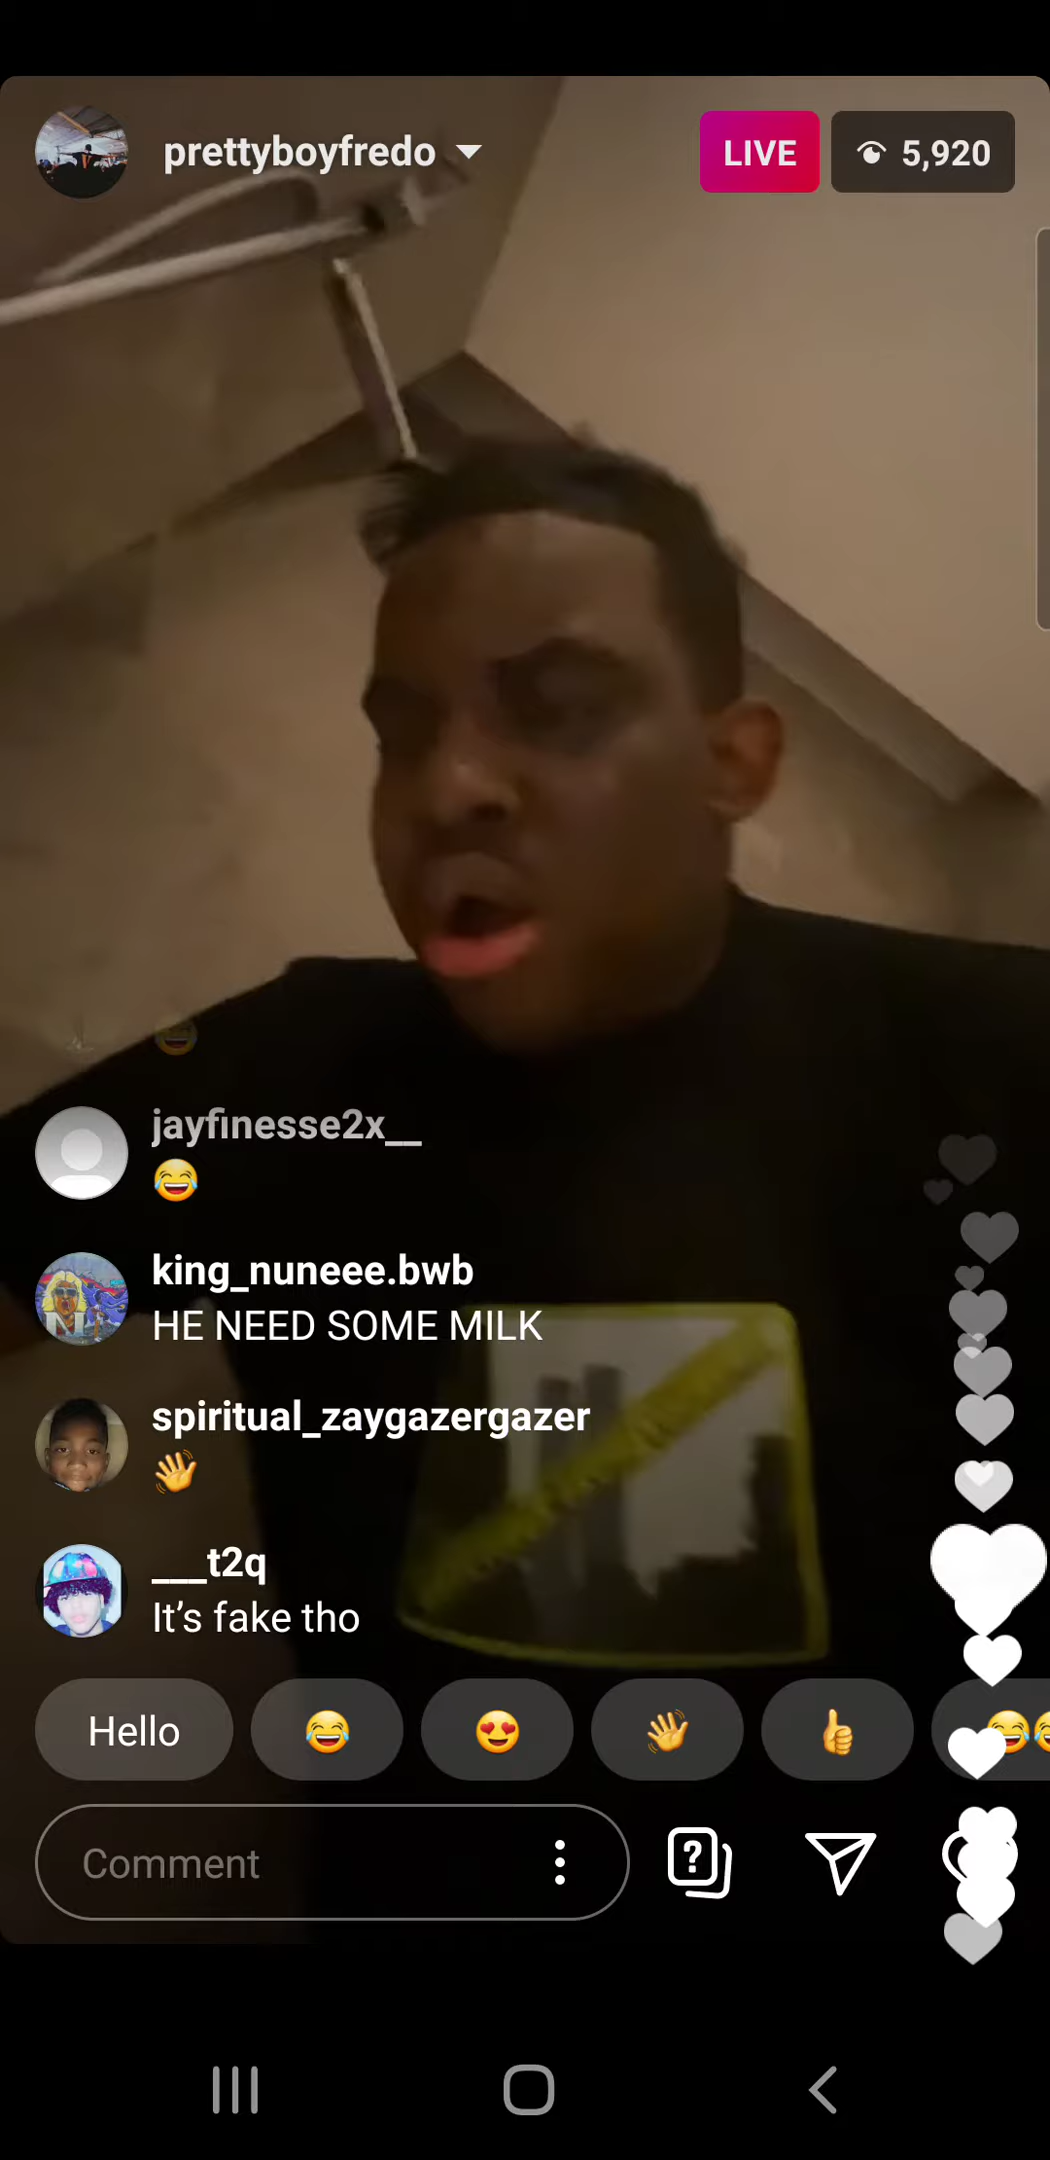 prettyboyfredo
LIVE
5,920
😂
jayfinesse2x__
😂
king_nuneee.bwb
HE NEED SOME MILK
spiritual_zaygazergazer
👋
___t2q
It’s fake tho
Hello 😂 😍 👋 👍 😂😂
Comment